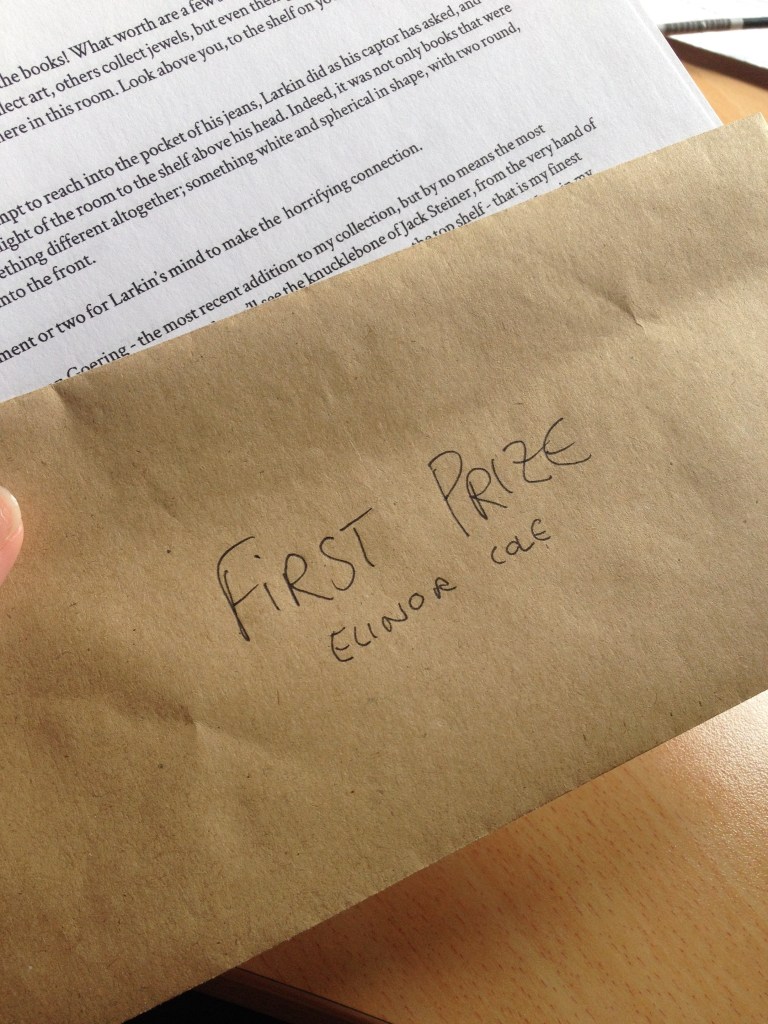 the books! What worth are a few
llect art, others collect jewels, but even then
here in this room. Look above you, to the shelf on yo
mpt to reach into the pocket of his jeans, Larkin did as his captor has asked, and
light of the room to the shelf above his head. Indeed, it was not only books that were
ething different altogether; something white and spherical in shape, with two round,
nto the front.
ment or two for Larkin's mind to make the horrifying connection.
Goering - the most recent addition to my collection, but by no means the most
'll see the knucklebone of Jack Steiner, from the very hand of
the top shelf - that is my finest
in my
FiRST PRIZE
ELINOR COLE